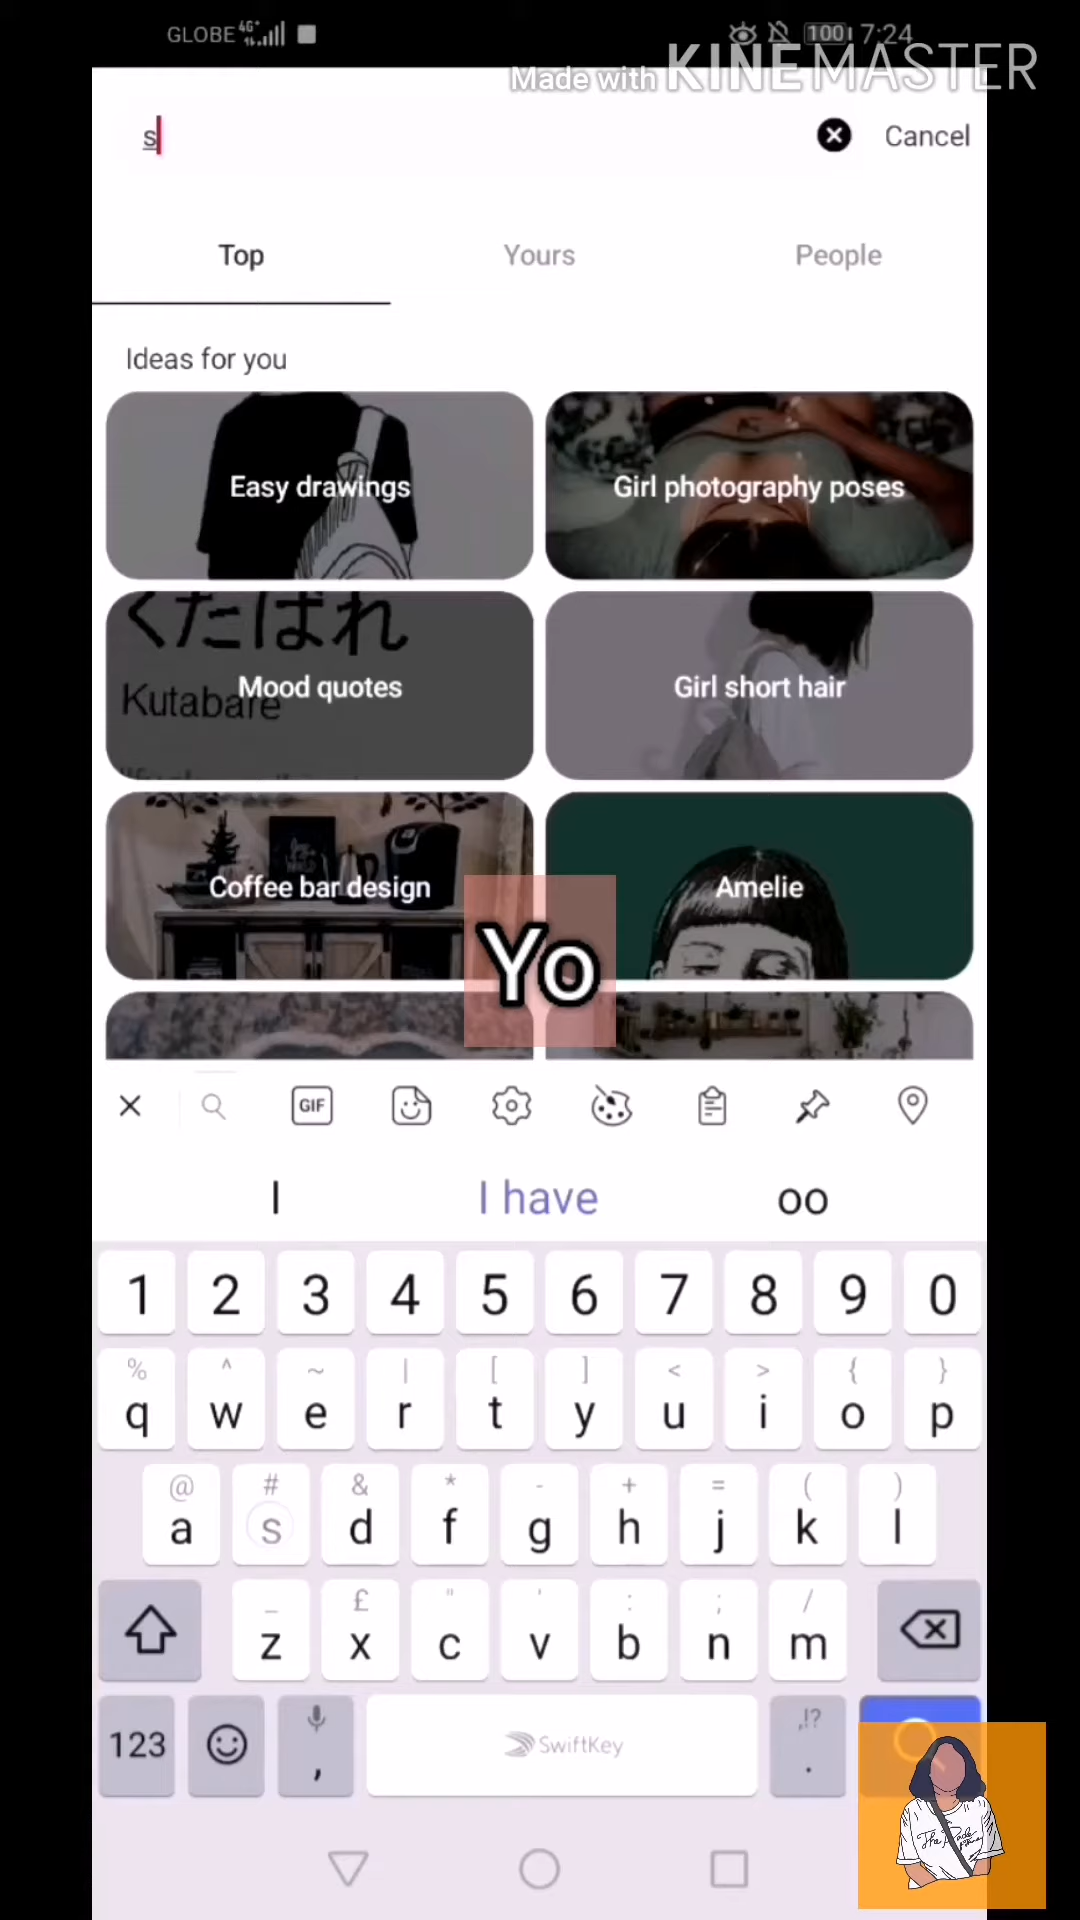 GLOBE 4G+ 100 7:24
Made with KINEMASTER
s Cancel
Top Yours People
Ideas for you
Easy drawings Girl photography poses
くたばれ
Kutabare
Mood quotes Girl short hair
Coffee bar design Amelie
Yo
GIF
I I have oo
1 2 3 4 5 6 7 8 9 0
% ^ ~ | [ ] < > { }
q w e r t y u i o p
@ # & * - + = ( )
a s d f g h j k l
_ £ " ' : ; /
z x c v b n m
123 , SwiftKey ,!? .